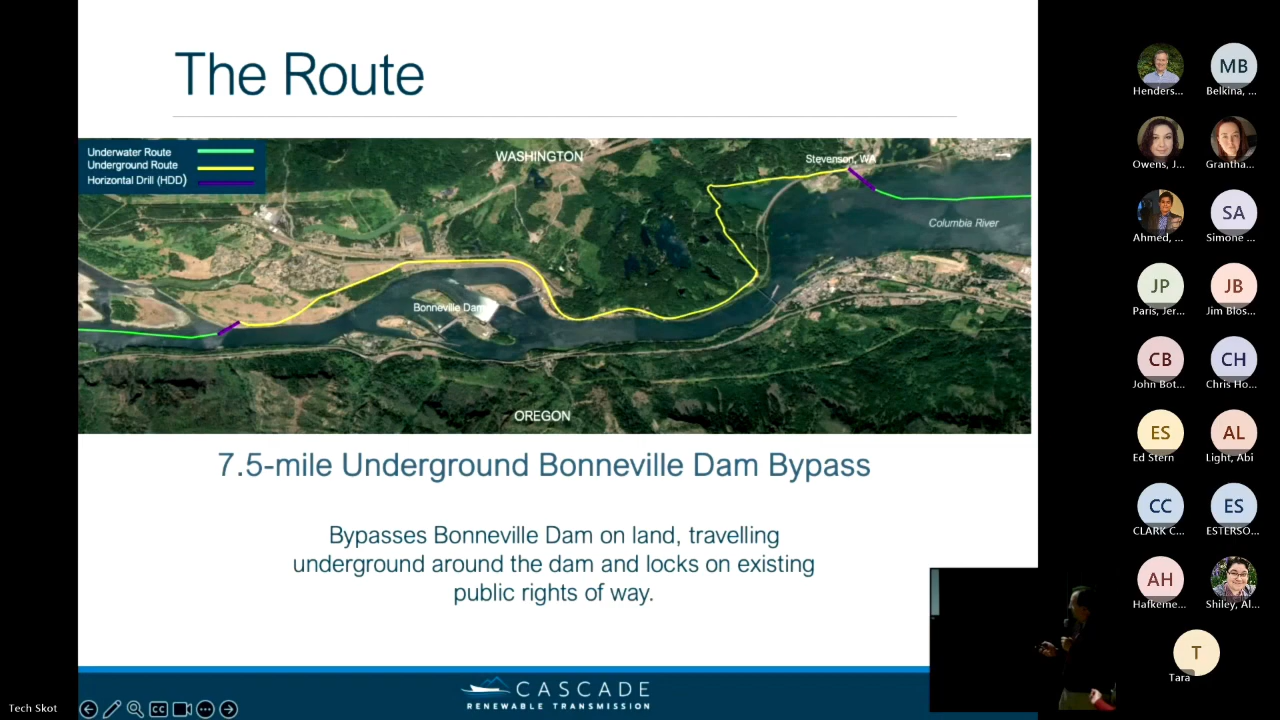 The Route
Underwater Route
Underground Route
Horizontal Drill (HDD)
WASHINGTON
Stevenson, WA
Columbia River
Bonneville Dam
OREGON
7.5-mile Underground Bonneville Dam Bypass
Bypasses Bonneville Dam on land, travelling
underground around the dam and locks on existing
public rights of way.
CASCADE
RENEWABLE TRANSMISSION
CC
Tech Skot
Henders...
MB
Belkina, ...
Owens, J...
Grantha...
Ahmed, ...
SA
Simone ...
JP
Paris, Jer...
JB
Jim Blos...
CB
John Bot...
CH
Chris Ho...
ES
Ed Stern
AL
Light, Abi
CC
CLARK C...
ES
ESTERSO...
AH
Hafkeme...
Shiley, Al...
T
Tara